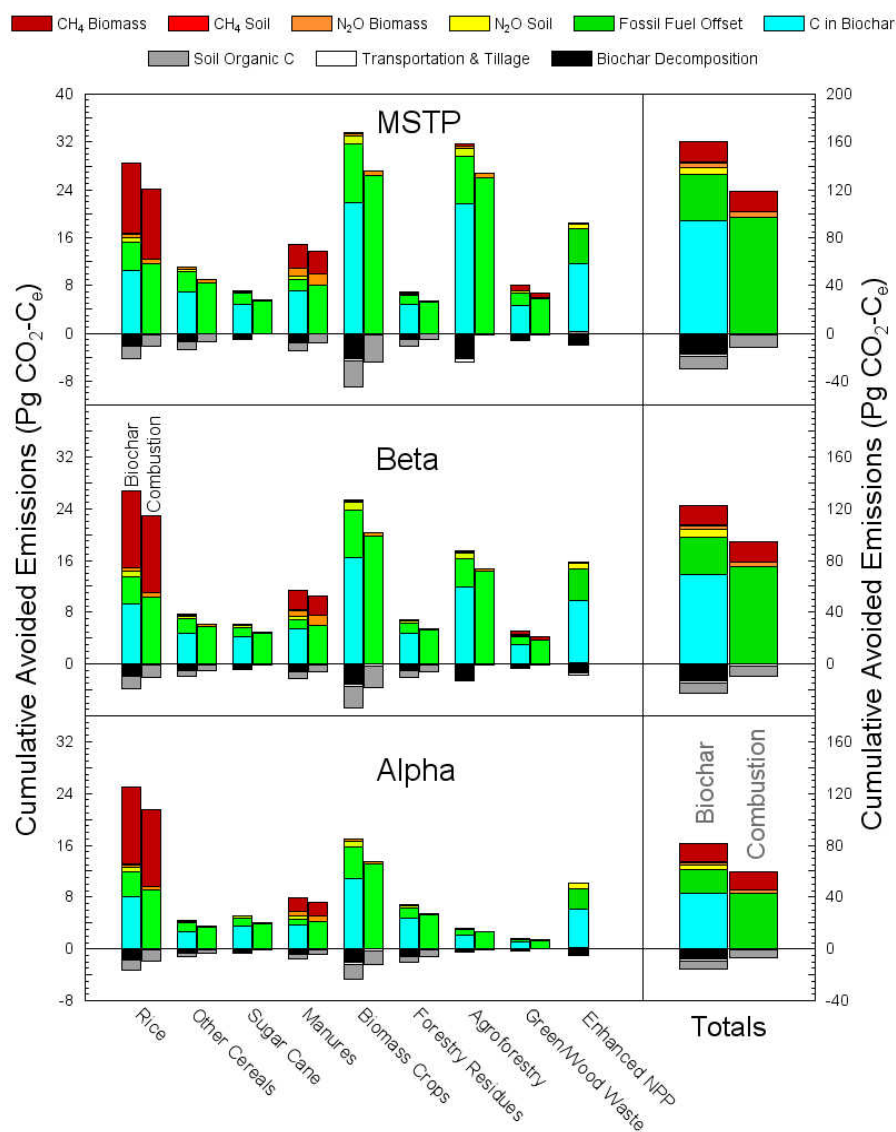 CH₄ Biomass CH₄ Soil N₂O Biomass N₂O Soil Fossil Fuel Offset C in Biochar
Soil Organic C Transportation & Tillage Biochar Decomposition
Cumulative Avoided Emissions (Pg CO₂-Cₑ)
40
32
24
16
8
0
-8
MSTP
200
160
120
80
40
0
-40
32
24
16
8
0
Biochar
Combustion
Beta
160
120
80
40
0
32
24
16
8
0
-8
Alpha
Biochar
Combustion
160
120
80
40
0
-40
Cumulative Avoided Emissions (Pg CO₂-Cₑ)
Rice
Other Cereals
Sugar Cane
Manures
Biomass Crops
Forestry Residues
Agroforestry
Green/Wood Waste
Enhanced NPP
Totals